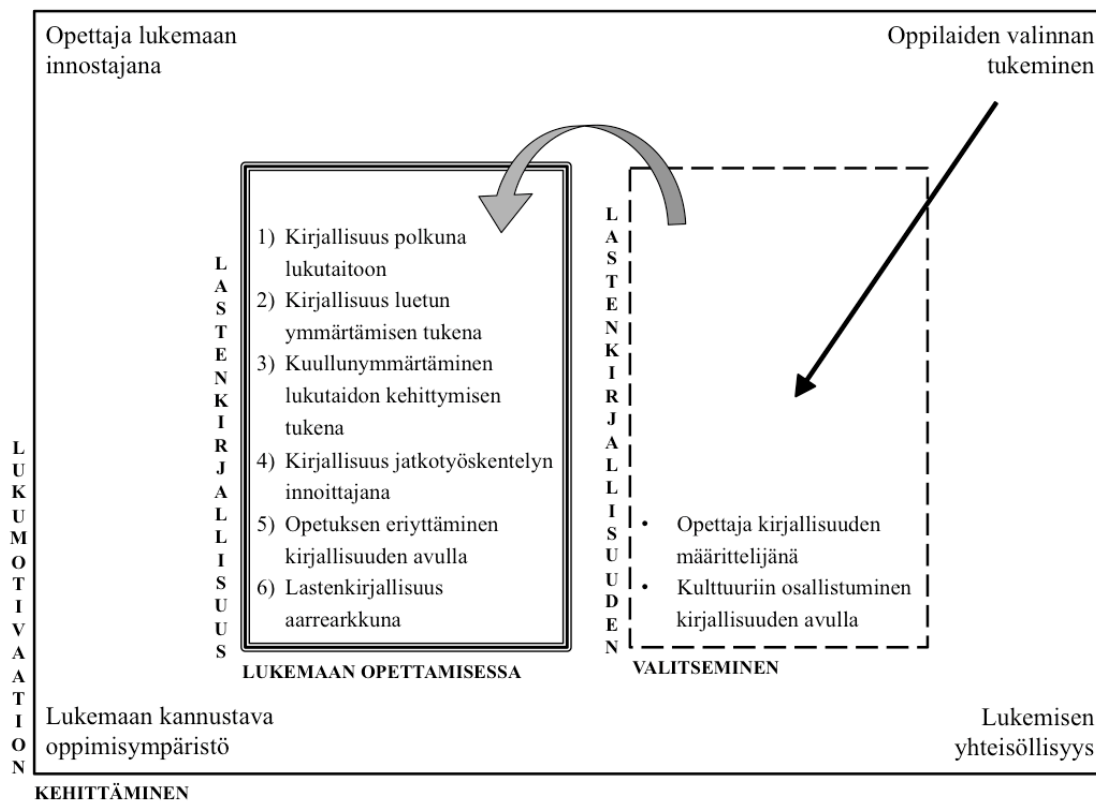 Opettaja lukemaan
innostajana
Oppilaiden valinnan
tukeminen
LASTENKIRJALLISUUS
1) Kirjallisuus polkuna
lukutaitoon
2) Kirjallisuus luetun
ymmärtämisen tukena
3) Kuullunymmärtäminen
lukutaidon kehittymisen
tukena
4) Kirjallisuus jatkotyöskentelyn
innoittajana
5) Opetuksen eriyttäminen
kirjallisuuden avulla
6) Lastenkirjallisuus
aarrearkkuna
LUKEMAAN OPETTAMISESSA
LASTENKIRJALLISUUDEN
• Opettaja kirjallisuuden
määrittelijänä
• Kulttuuriin osallistuminen
kirjallisuuden avulla
VALITSEMINEN
Lukemaan kannustava
oppimisympäristö
Lukemisen
yhteisöllisyys
LUKUMOTIVAATION
KEHITTÄMINEN